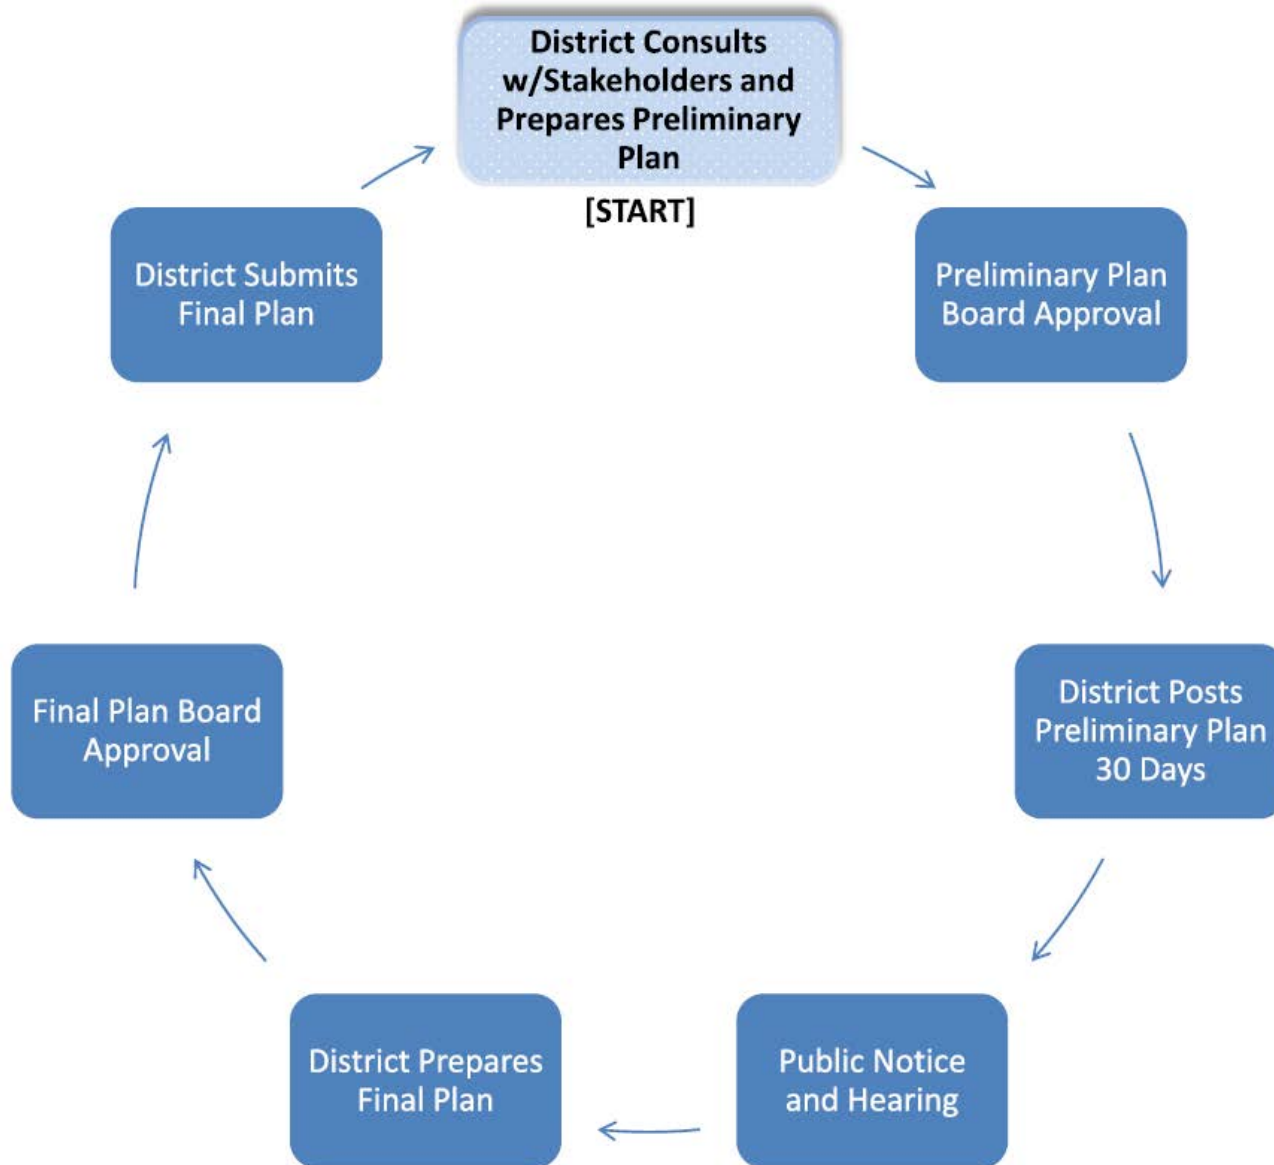 District Consults
w/Stakeholders and
Prepares Preliminary
Plan
[START]
Preliminary Plan
Board Approval
District Posts
Preliminary Plan
30 Days
Public Notice
and Hearing
District Prepares
Final Plan
Final Plan Board
Approval
District Submits
Final Plan